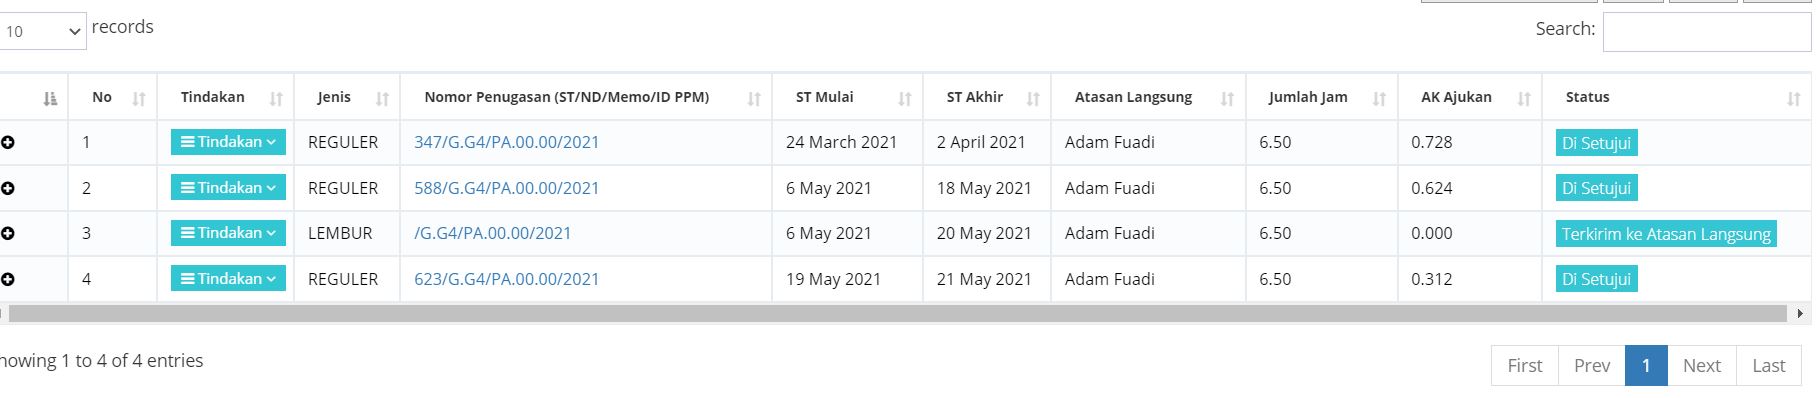 10 records
Search:
No Tindakan Jenis Nomor Penugasan (ST/ND/Memo/ID PPM) ST Mulai ST Akhir Atasan Langsung Jumlah Jam AK Ajukan Status
1 Tindakan REGULER 347/G.G4/PA.00.00/2021 24 March 2021 2 April 2021 Adam Fuadi 6.50 0.728 Di Setujui
2 Tindakan REGULER 588/G.G4/PA.00.00/2021 6 May 2021 18 May 2021 Adam Fuadi 6.50 0.624 Di Setujui
3 Tindakan LEMBUR /G.G4/PA.00.00/2021 6 May 2021 20 May 2021 Adam Fuadi 6.50 0.000 Terkirim ke Atasan Langsung
4 Tindakan REGULER 623/G.G4/PA.00.00/2021 19 May 2021 21 May 2021 Adam Fuadi 6.50 0.312 Di Setujui
howing 1 to 4 of 4 entries
First Prev 1 Next Last